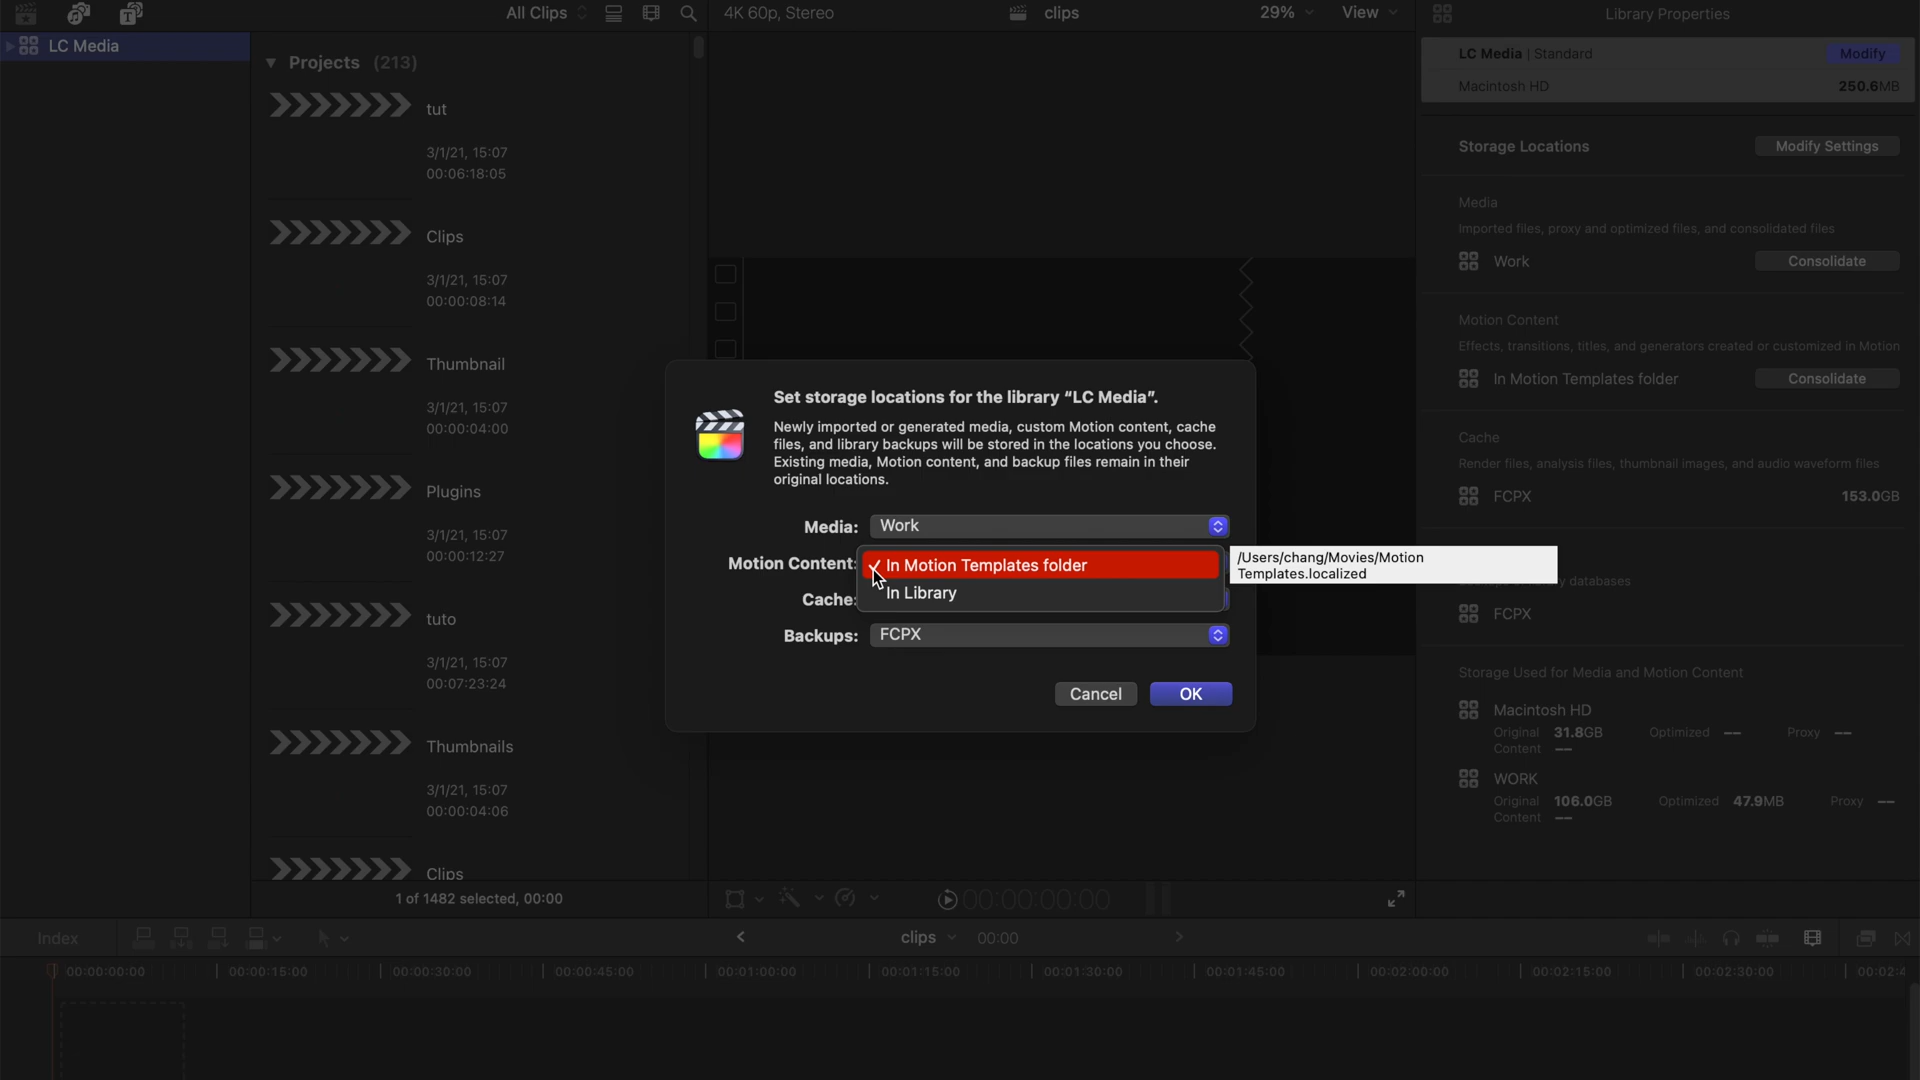 All Clips
4K 60p, Stereo
clips
29%
View
Library Properties
LC Media
Projects (213)
tut
3/1/21, 15:07
00:06:18:05
Clips
3/1/21, 15:07
00:00:08:14
Thumbnail
3/1/21, 15:07
00:00:04:00
Plugins
3/1/21, 15:07
00:00:12:27
tuto
3/1/21, 15:07
00:07:23:24
Thumbnails
3/1/21, 15:07
00:00:04:06
Clips
1 of 1482 selected, 00:00
Set storage locations for the library “LC Media”.
Newly imported or generated media, custom Motion content, cache
files, and library backups will be stored in the locations you choose.
Existing media, Motion content, and backup files remain in their
original locations.
Media: Work
Motion Content:
In Motion Templates folder
In Library
/Users/chang/Movies/Motion
Templates.localized
Cache:
Backups: FCPX
Cancel
OK
LC Media | Standard
Modify
Macintosh HD
250.6MB
Storage Locations
Modify Settings
Media
Imported files, proxy and optimized files, and consolidated files
Work
Consolidate
Motion Content
Effects, transitions, titles, and generators created or customized in Motion
In Motion Templates folder
Consolidate
Cache
Render files, analysis files, thumbnail images, and audio waveform files
FCPX
153.0GB
databases
FCPX
Storage Used for Media and Motion Content
Macintosh HD
Original 31.8GB Optimized -- Proxy --
Content --
WORK
Original 106.0GB Optimized 47.9MB Proxy --
Content --
00:00:00:00
Index
clips
00:00
00:00:00:00
00:00:15:00
00:00:30:00
00:00:45:00
00:01:00:00
00:01:15:00
00:01:30:00
00:01:45:00
00:02:00:00
00:02:15:00
00:02:30:00
00:02:4